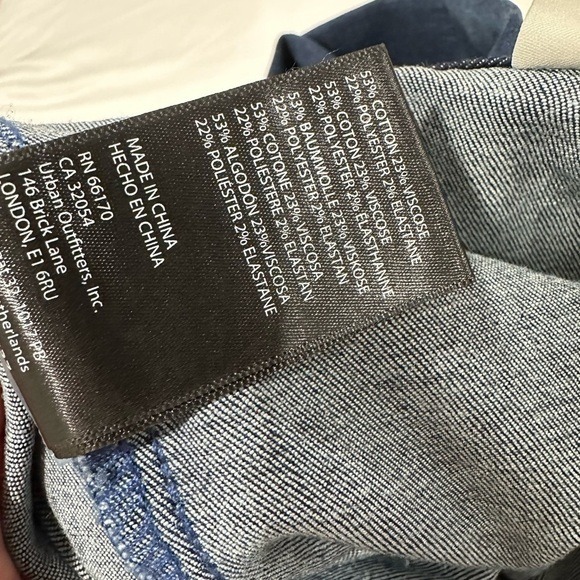 53% COTTON 23% VISCOSE
22% POLYESTER 2% ELASTANE
53% COTON 23% VISCOSE
22% POLYESTER 2% ELASTHANNE
53% BAUMWOLLE 23% VISKOSE
22% POLYESTER 2% ELASTAN
53% COTONE 23% VISCOSA
22% POLIESTERE 2% ELASTAN
53% ALGODON 23% VISCOSA
22% POLIESTER 2% ELASTANE
MADE IN CHINA
HECHO EN CHINA
RN 66170
CA 32054
Urban Outfitters, Inc.
146 Brick Lane
LONDON, E1 6RU
PB